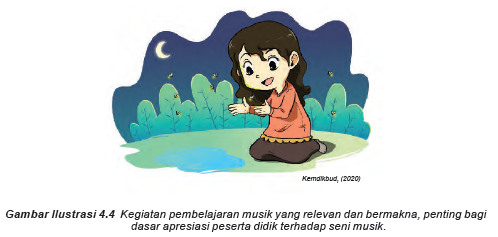 Kemdikbud, (2020)
Gambar Ilustrasi 4.4 Kegiatan pembelajaran musik yang relevan dan bermakna, penting bagi
dasar apresiasi peserta didik terhadap seni musik.